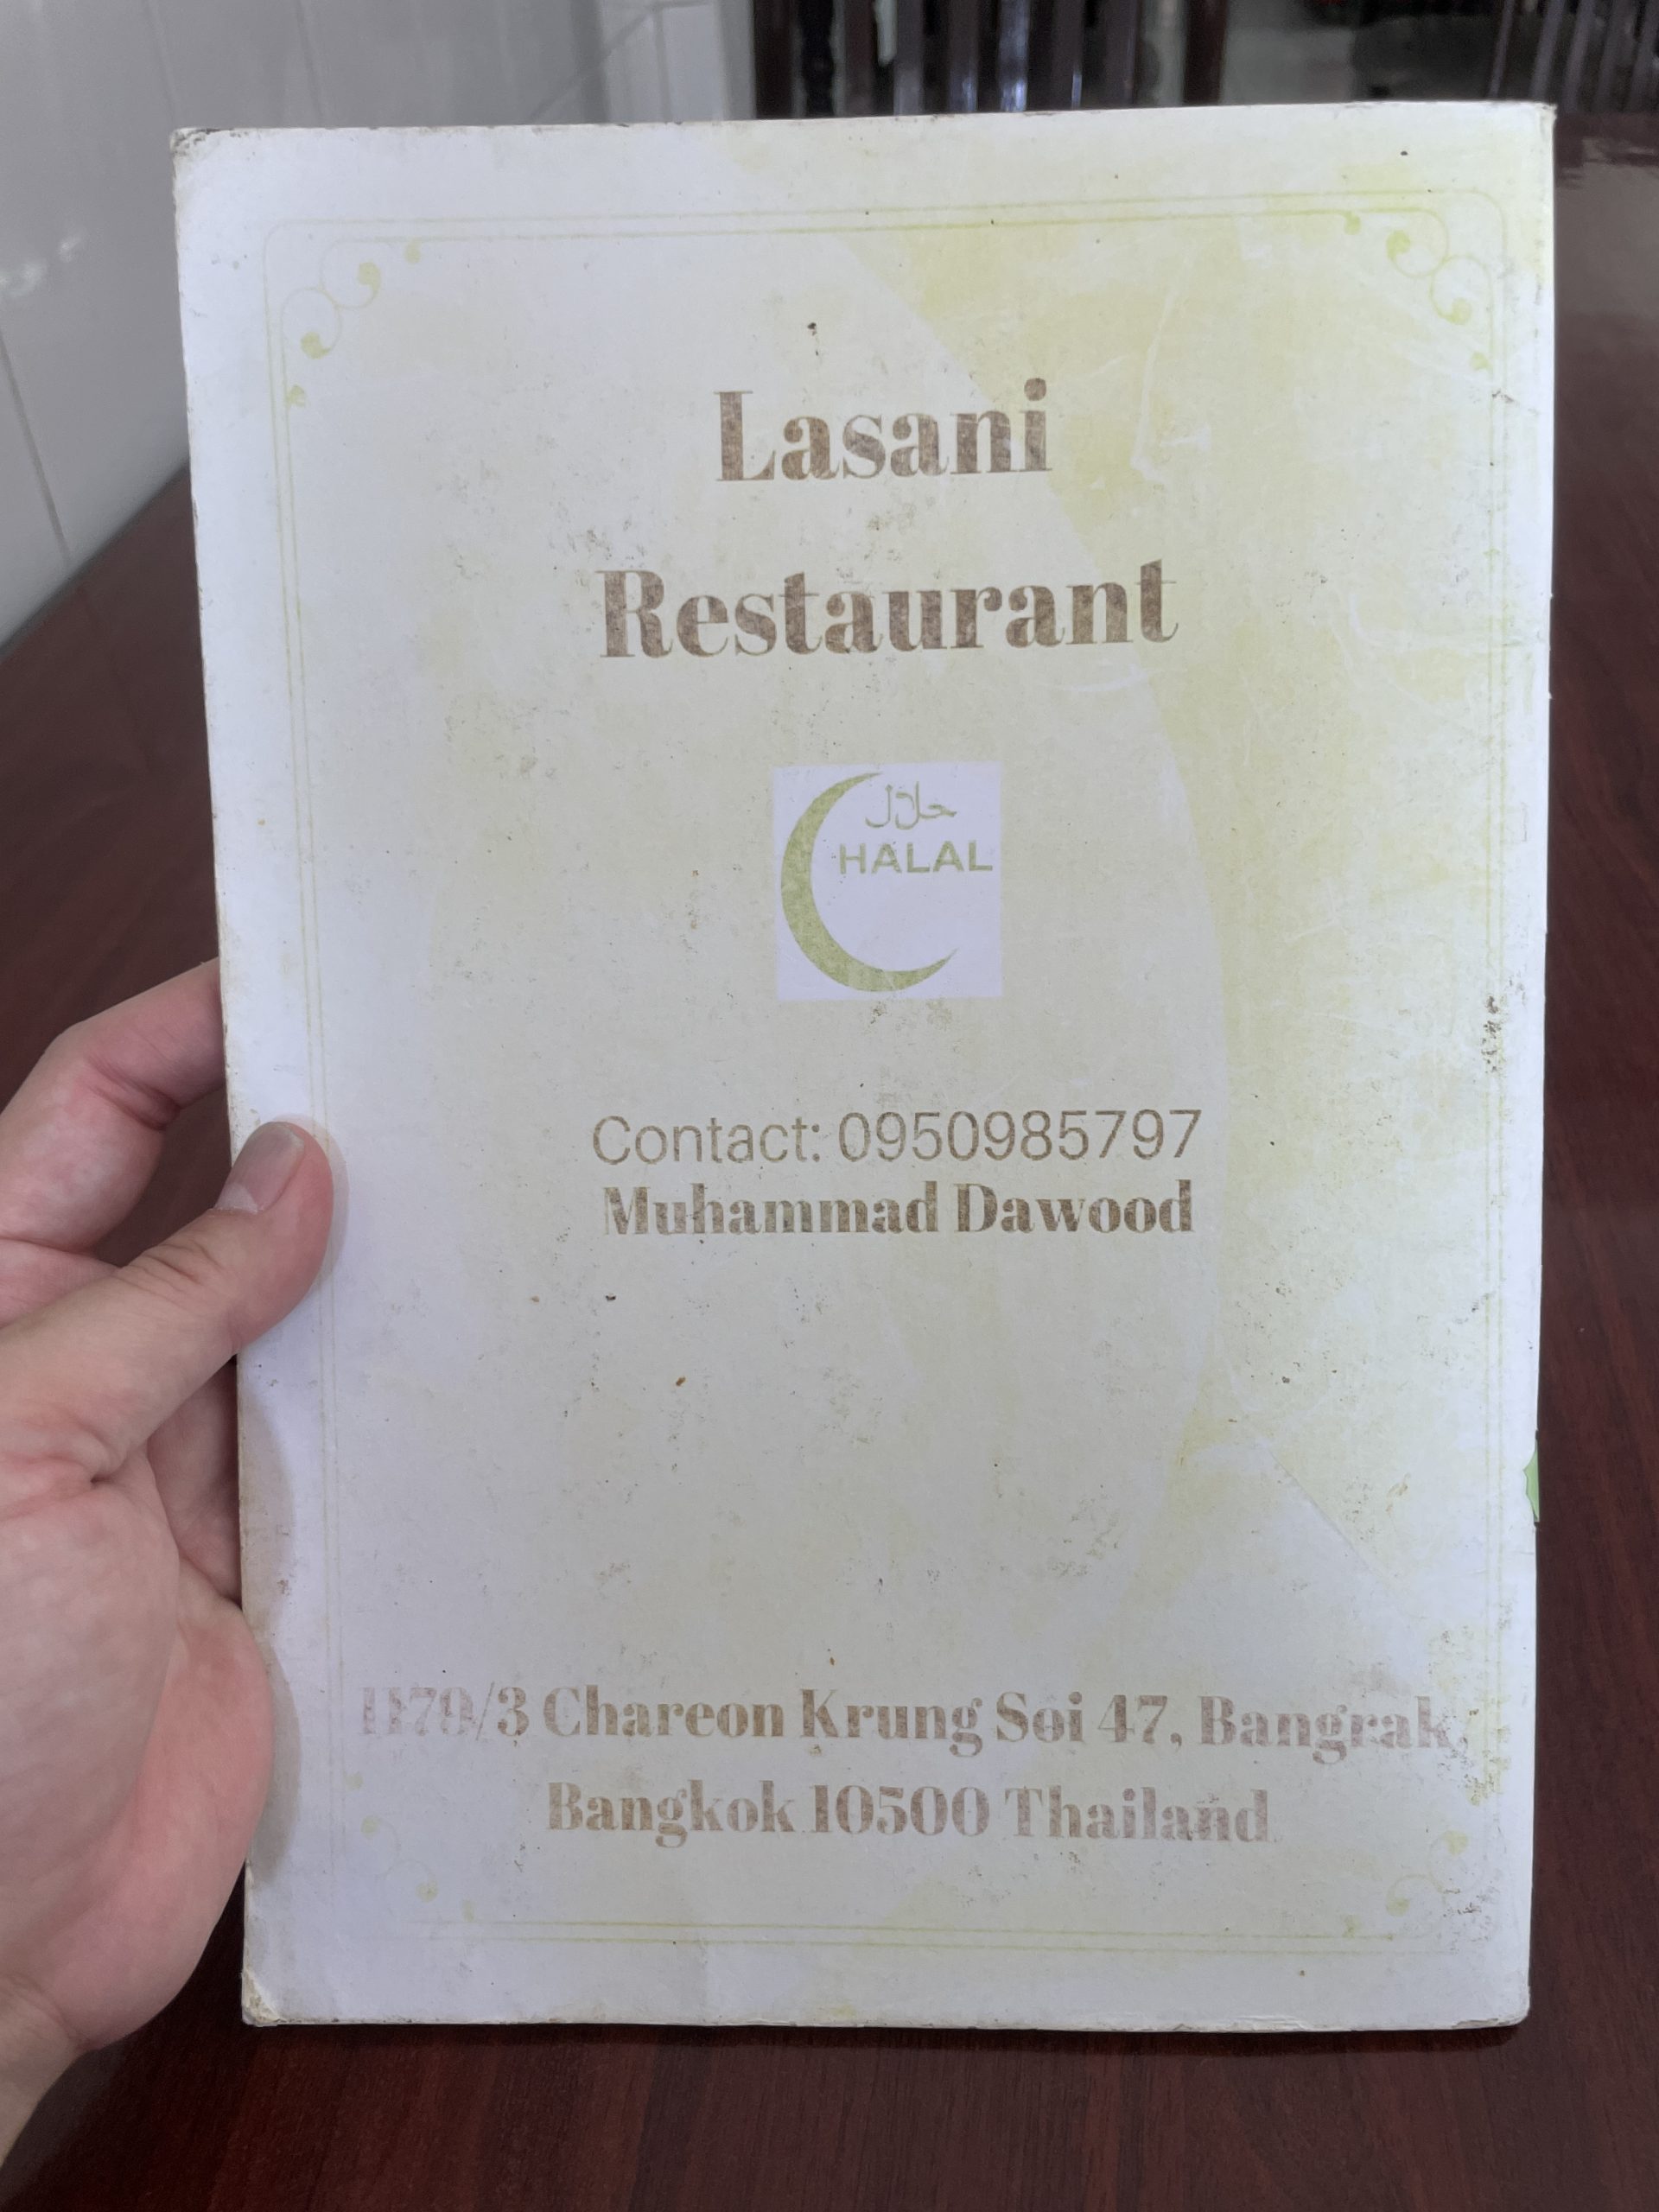 Lasani
Restaurant
حلال
HALAL
Contact: 0950985797
Muhammad Dawood
1179/3 Chareon Krung Soi 47, Bangrak,
Bangkok 10500 Thailand